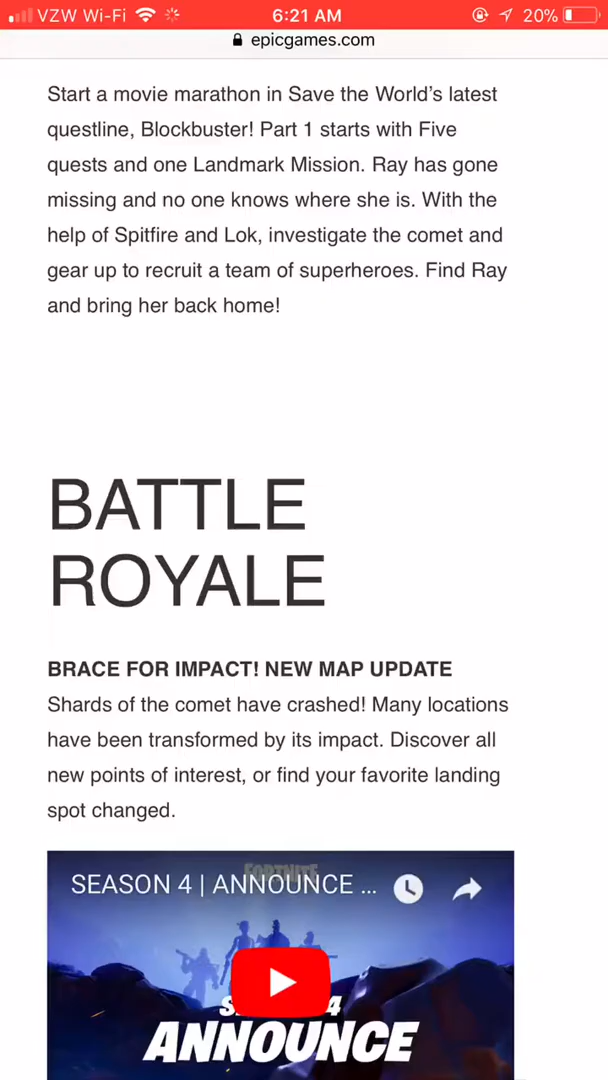 VZW Wi-Fi 6:21 AM 20%
epicgames.com
Start a movie marathon in Save the World’s latest
questline, Blockbuster! Part 1 starts with Five
quests and one Landmark Mission. Ray has gone
missing and no one knows where she is. With the
help of Spitfire and Lok, investigate the comet and
gear up to recruit a team of superheroes. Find Ray
and bring her back home!
BATTLE
ROYALE
BRACE FOR IMPACT! NEW MAP UPDATE
Shards of the comet have crashed! Many locations
have been transformed by its impact. Discover all
new points of interest, or find your favorite landing
spot changed.
FORTNITE
SEASON 4 | ANNOUNCE ...
ANNOUNCE